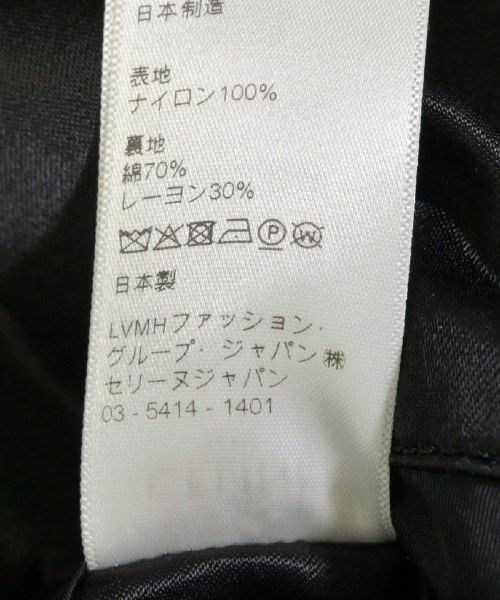 日本制造
表地
ナイロン100%
裏地
綿70%
レーヨン30%
日本製
LVMHファッション·
グループ· ジャパン㈱
セリーヌジャパン
03 - 5414 - 1401